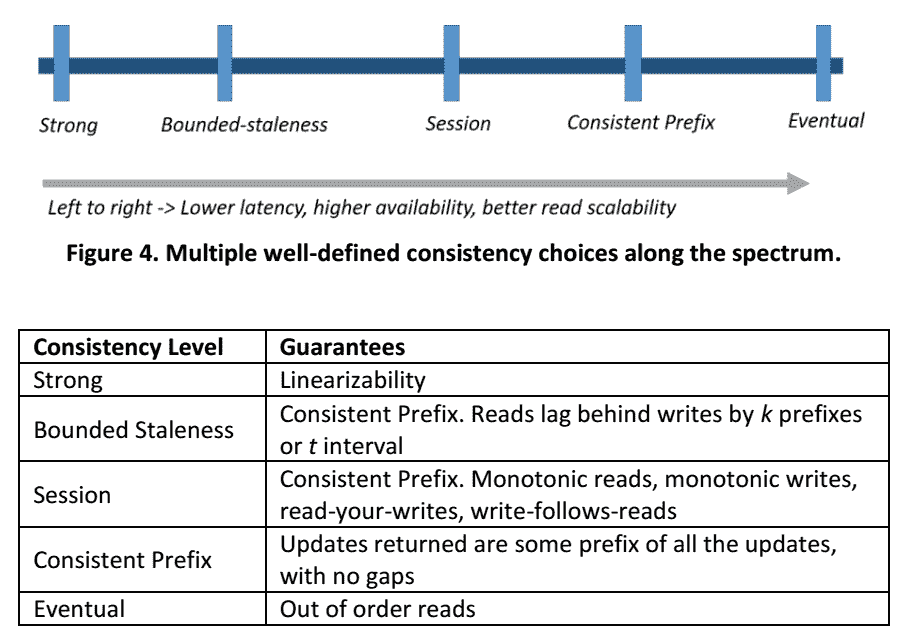 Strong Bounded-staleness Session Consistent Prefix Eventual
Left to right -> Lower latency, higher availability, better read scalability
Figure 4. Multiple well-defined consistency choices along the spectrum.
Consistency Level Guarantees
Strong Linearizability
Bounded Staleness Consistent Prefix. Reads lag behind writes by k prefixes
or t interval
Session Consistent Prefix. Monotonic reads, monotonic writes,
read-your-writes, write-follows-reads
Consistent Prefix Updates returned are some prefix of all the updates,
with no gaps
Eventual Out of order reads